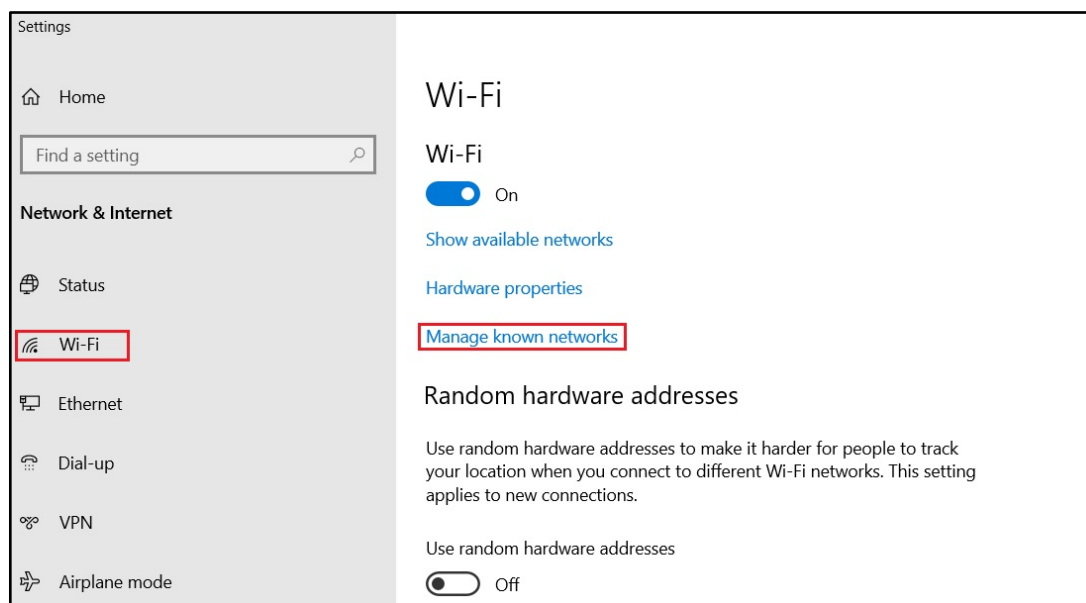 Settings
Home
Find a setting
Network & Internet
Status
Wi-Fi
Ethernet
Dial-up
VPN
Airplane mode
Wi-Fi
Wi-Fi
On
Show available networks
Hardware properties
Manage known networks
Random hardware addresses
Use random hardware addresses to make it harder for people to track
your location when you connect to different Wi-Fi networks. This setting
applies to new connections.
Use random hardware addresses
Off